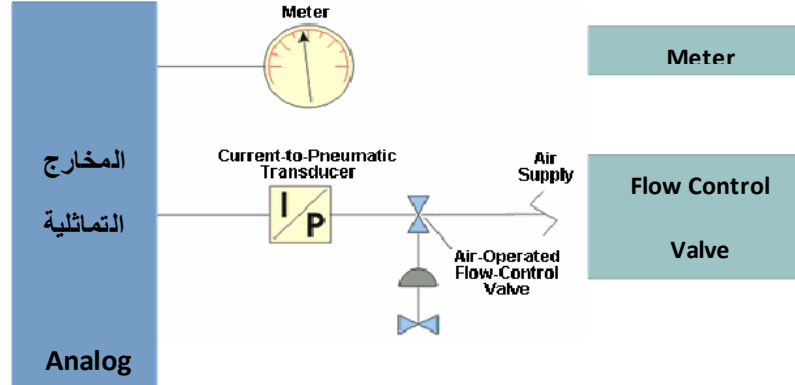 Meter
Meter
المخارج
التماثلية
Analog
Current-to-Pneumatic
Transducer
I
P
Air
Supply
Air-Operated
Flow-Control
Valve
Flow Control
Valve